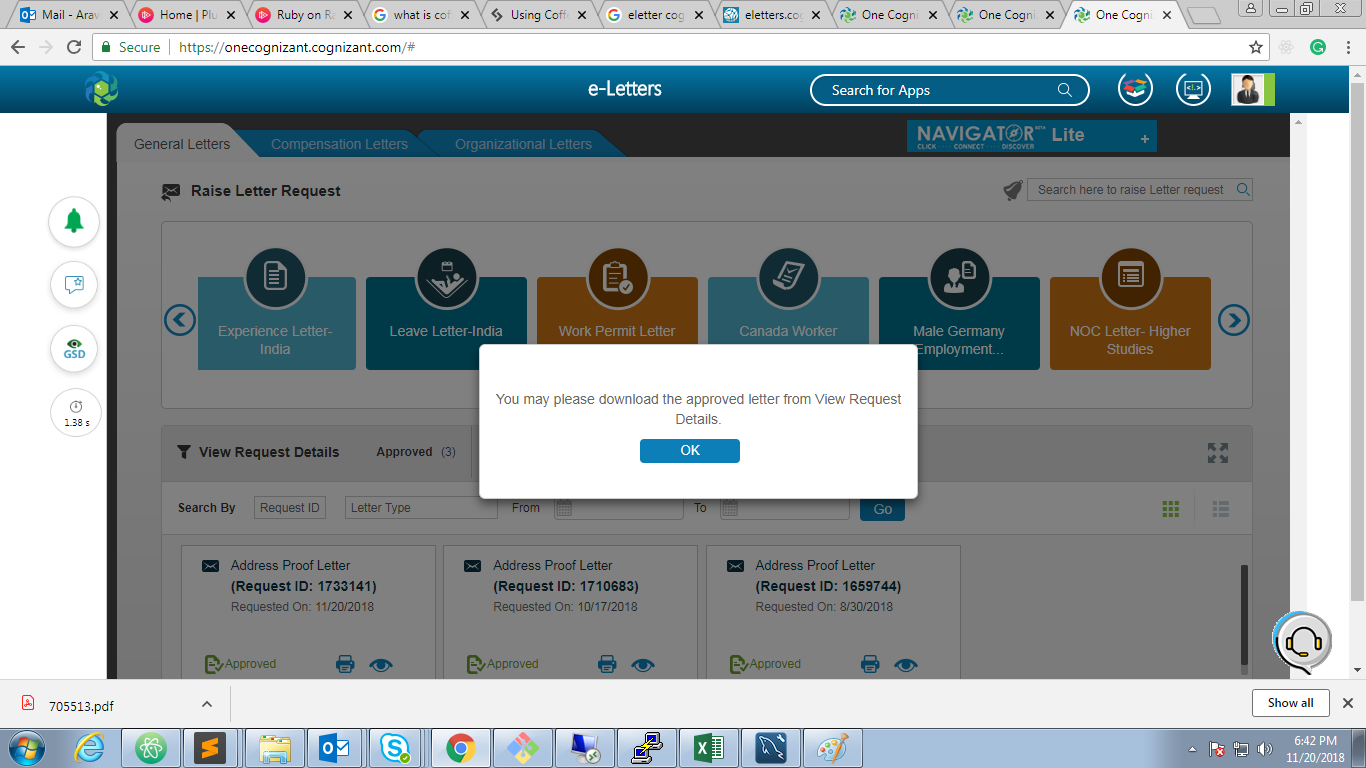 Mail - Arav
Home | Plu
Ruby on Ra
what is cof
Using Coffe
eletter cog
eletters.cog
One Cogni
One Cogni
One Cogni
Secure
https://onecognizant.cognizant.com/#
e-Letters
Search for Apps
General Letters
Compensation Letters
Organizational Letters
NAVIGATOR BETA Lite +
CLICK CONNECT DISCOVER
Raise Letter Request
Search here to raise Letter request
Experience Letter-
India
Leave Letter-India
Work Permit Letter
Canada Worker
Male Germany
Employment...
NOC Letter- Higher
Studies
GSD
1.38 s
You may please download the approved letter from View Request
Details.
OK
View Request Details
Approved (3)
Search By
Request ID
Letter Type
From
To
Go
Address Proof Letter
(Request ID: 1733141)
Requested On: 11/20/2018
Approved
Address Proof Letter
(Request ID: 1710683)
Requested On: 10/17/2018
Approved
Address Proof Letter
(Request ID: 1659744)
Requested On: 8/30/2018
Approved
705513.pdf
Show all
6:42 PM
11/20/2018